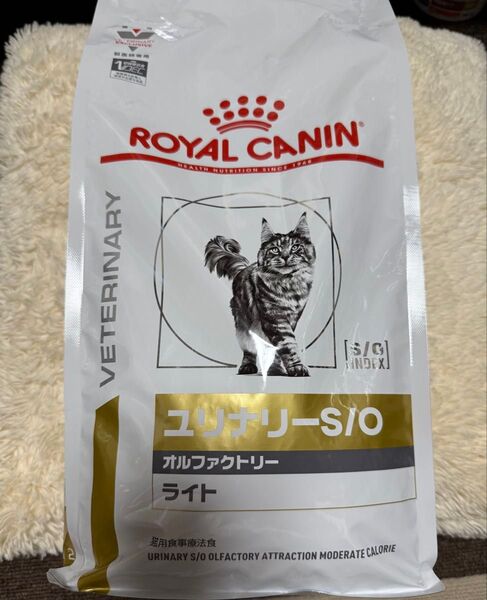 ROYAL CANIN
HEALTH NUTRITION SINCE 1968
VETERINARY
[S/O
INDEX]
ユリナリーS/O
オルファクトリー
ライト
猫用食事療法食
URINARY S/O OLFACTORY ATTRACTION MODERATE CALORIE